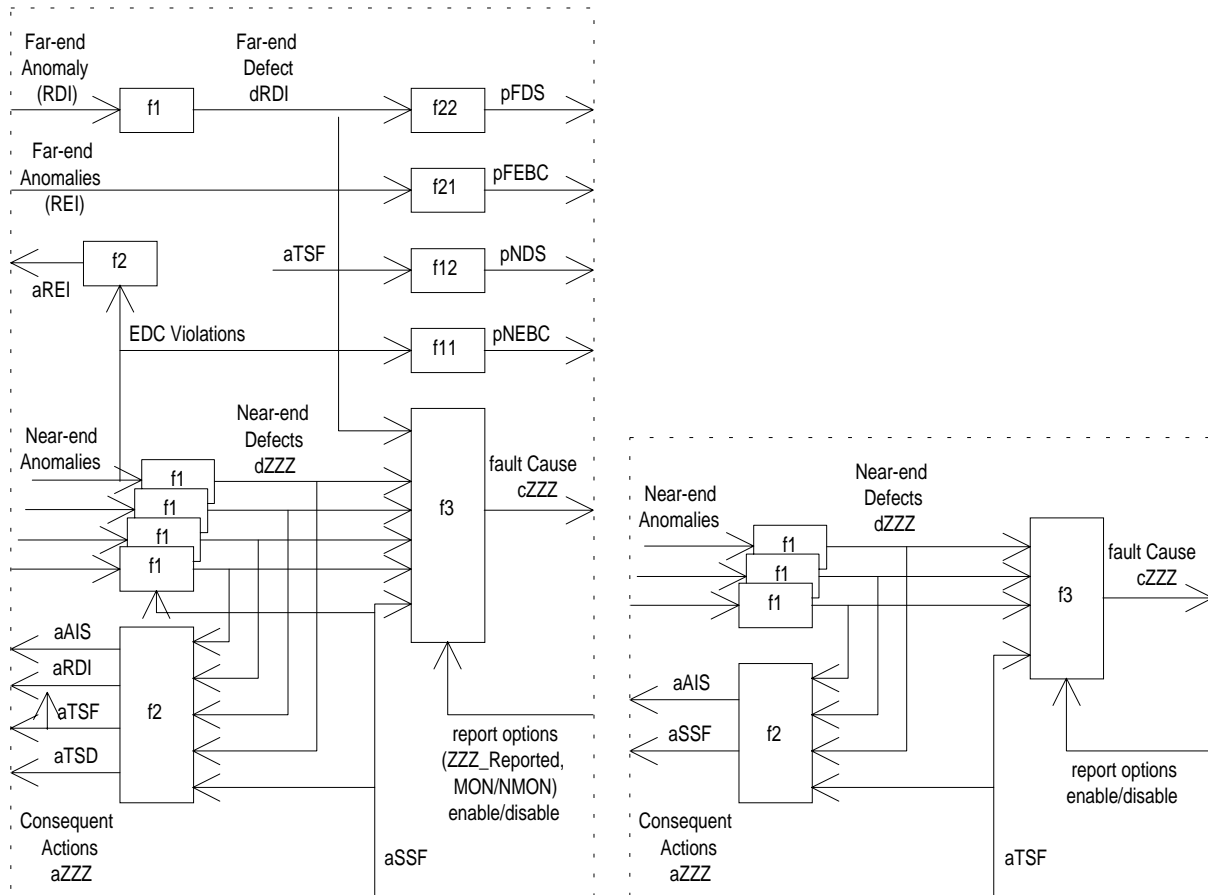 Far-end
Anomaly
(RDI)
f1
Far-end
Defect
dRDI
f22
pFDS
Far-end
Anomalies
(REI)
f21
pFEBC
f2
aREI
aTSF
f12
pNDS
EDC Violations
f11
pNEBC
Near-end
Anomalies
f1
f1
f1
f1
Near-end
Defects
dZZZ
f3
fault Cause
cZZZ
aAIS
aRDI
aTSF
aTSD
f2
report options
(ZZZ_Reported,
MON/NMON)
enable/disable
Consequent
Actions
aZZZ
aSSF
Near-end
Anomalies
f1
f1
f1
Near-end
Defects
dZZZ
f3
fault Cause
cZZZ
aAIS
aSSF
f2
report options
enable/disable
Consequent
Actions
aZZZ
aTSF